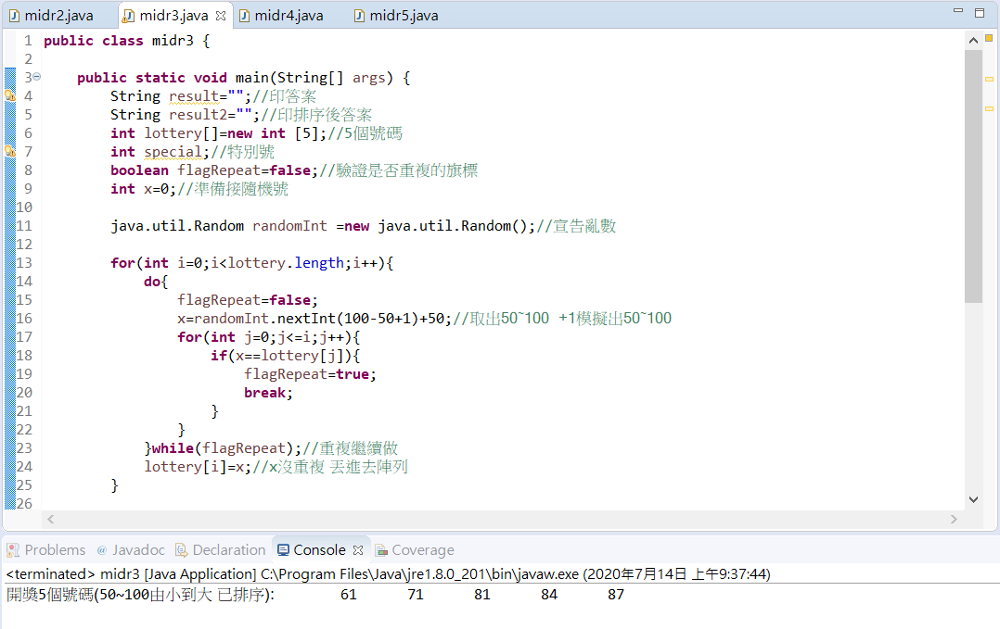 midr2.java midr3.java midr4.java midr5.java
1 public class midr3 {
2
3 public static void main(String[] args) {
4 String result="";//印答案
5 String result2="";//印排序後答案
6 int lottery[]=new int [5];//5個號碼
7 int special;//特別號
8 boolean flagRepeat=false;//驗證是否重複的旗標
9 int x=0;//準備接隨機號
10
11 java.util.Random randomInt =new java.util.Random();//宣告亂數
12
13 for(int i=0;i<lottery.length;i++){
14 do{
15 flagRepeat=false;
16 x=randomInt.nextInt(100-50+1)+50;//取出50~100 +1模擬出50~100
17 for(int j=0;j<=i;j++){
18 if(x==lottery[j]){
19 flagRepeat=true;
20 break;
21 }
22 }
23 }while(flagRepeat);//重複繼續做
24 lottery[i]=x;//x沒重複 丟進去陣列
25 }
26
Problems Javadoc Declaration Console Coverage
<terminated> midr3 [Java Application] C:\Program Files\Java\jre1.8.0_201\bin\javaw.exe (2020年7月14日 上午9:37:44)
開獎5個號碼(50~100由小到大 已排序): 61 71 81 84 87